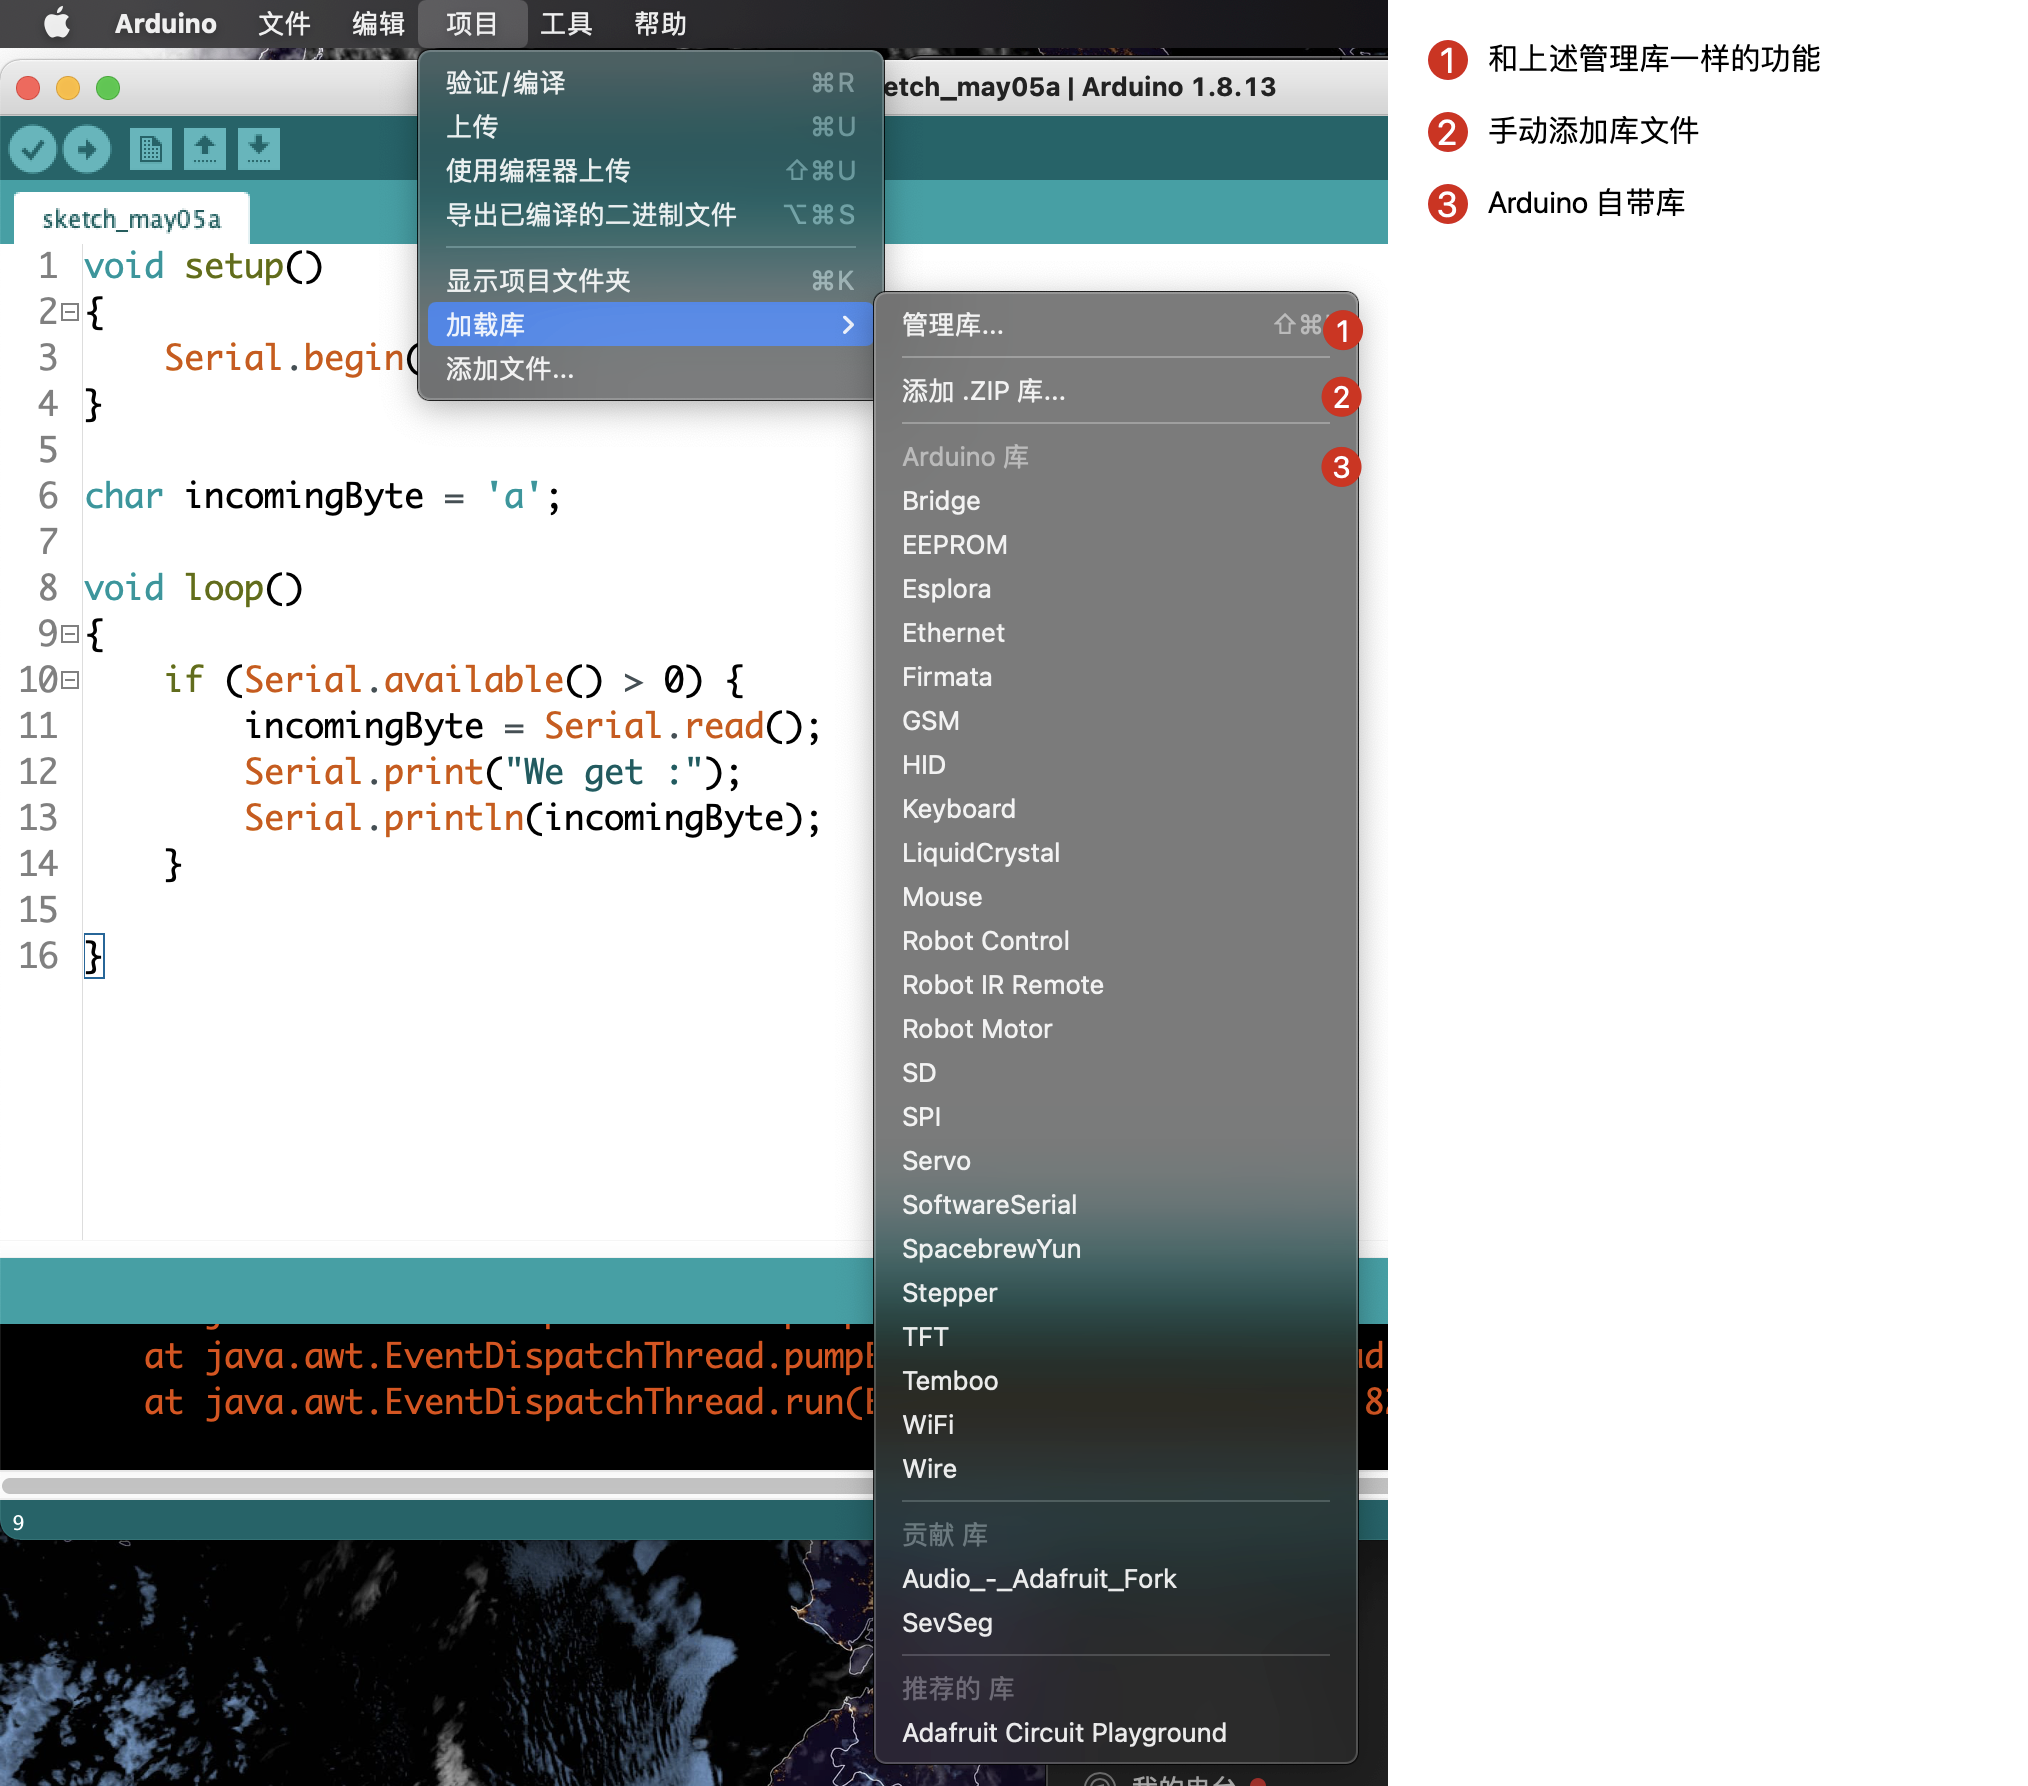 Arduino 文件 编辑 项目 工具 帮助
etch_may05a | Arduino 1.8.13
sketch_may05a
1 void setup()
2 {
3 Serial.begin(
4 }
5
6 char incomingByte = 'a';
7
8 void loop()
9 {
10 if (Serial.available() > 0) {
11 incomingByte = Serial.read();
12 Serial.print("We get :");
13 Serial.println(incomingByte);
14 }
15
16 }
at java.awt.EventDispatchThread.pump
at java.awt.EventDispatchThread.run(
9
验证/编译 ⌘R
上传 ⌘U
使用编程器上传 ⇧⌘U
导出已编译的二进制文件 ⌥⌘S
显示项目文件夹 ⌘K
加载库
添加文件...
管理库... ⇧⌘ 1
添加 .ZIP 库... 2
Arduino 库 3
Bridge
EEPROM
Esplora
Ethernet
Firmata
GSM
HID
Keyboard
LiquidCrystal
Mouse
Robot Control
Robot IR Remote
Robot Motor
SD
SPI
Servo
SoftwareSerial
SpacebrewYun
Stepper
TFT
Temboo
WiFi
Wire
贡献 库
Audio_-_Adafruit_Fork
SevSeg
推荐的 库
Adafruit Circuit Playground
我的电台
1 和上述管理库一样的功能
2 手动添加库文件
3 Arduino 自带库